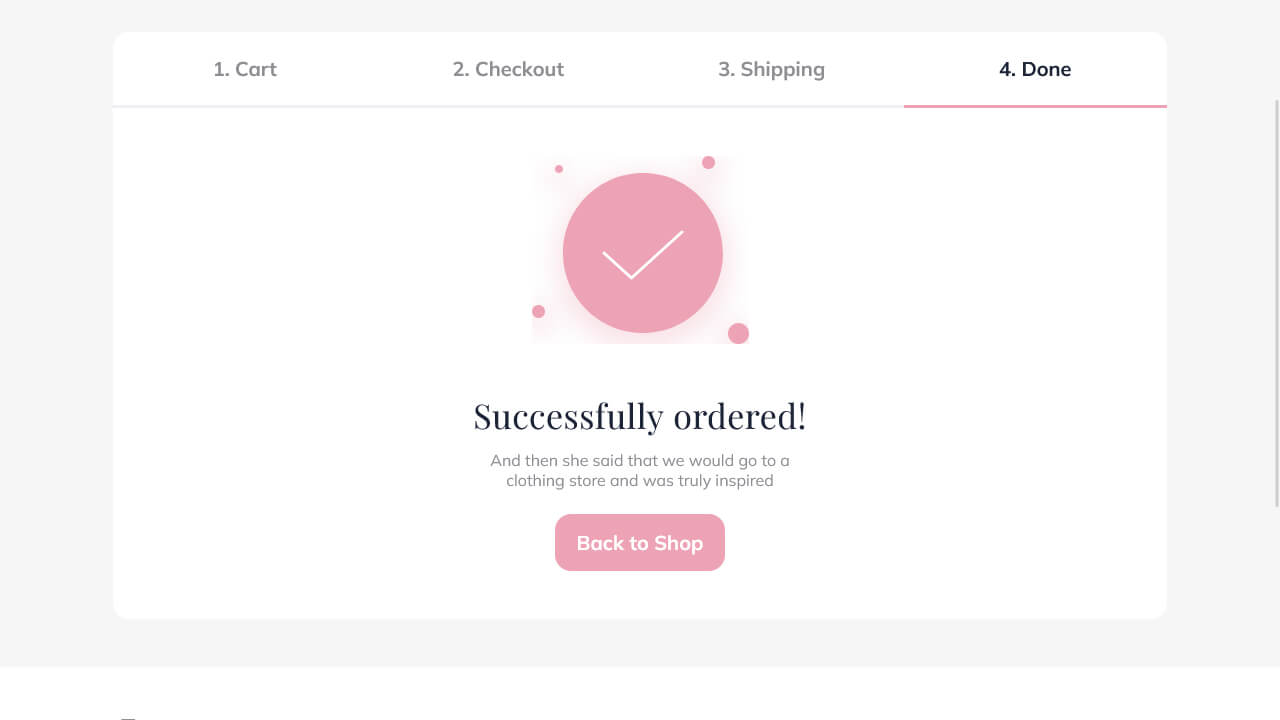 1. Cart
2. Checkout
3. Shipping
4. Done
Successfully ordered!
And then she said that we would go to a
clothing store and was truly inspired
Back to Shop